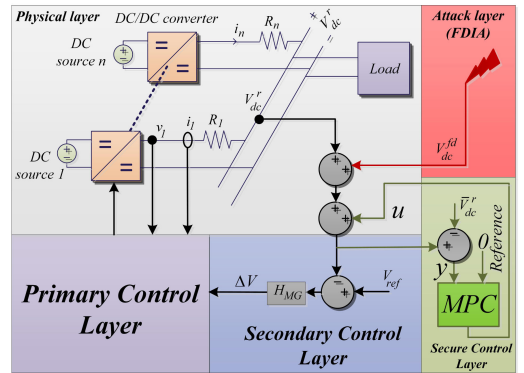 Physical layer
DC/DC converter
DC
source n
i_n
R_n
+
V_dc^r
=
Load
Attack layer
(FDIA)
V_dc^fd
V_dc^r
DC
source 1
v_1
i_1
R_1
u
V̄_dc^r
0
Reference
y
MPC
Secure Control
Layer
Primary Control
Layer
ΔV
H_MG
V_ref
Secondary Control
Layer